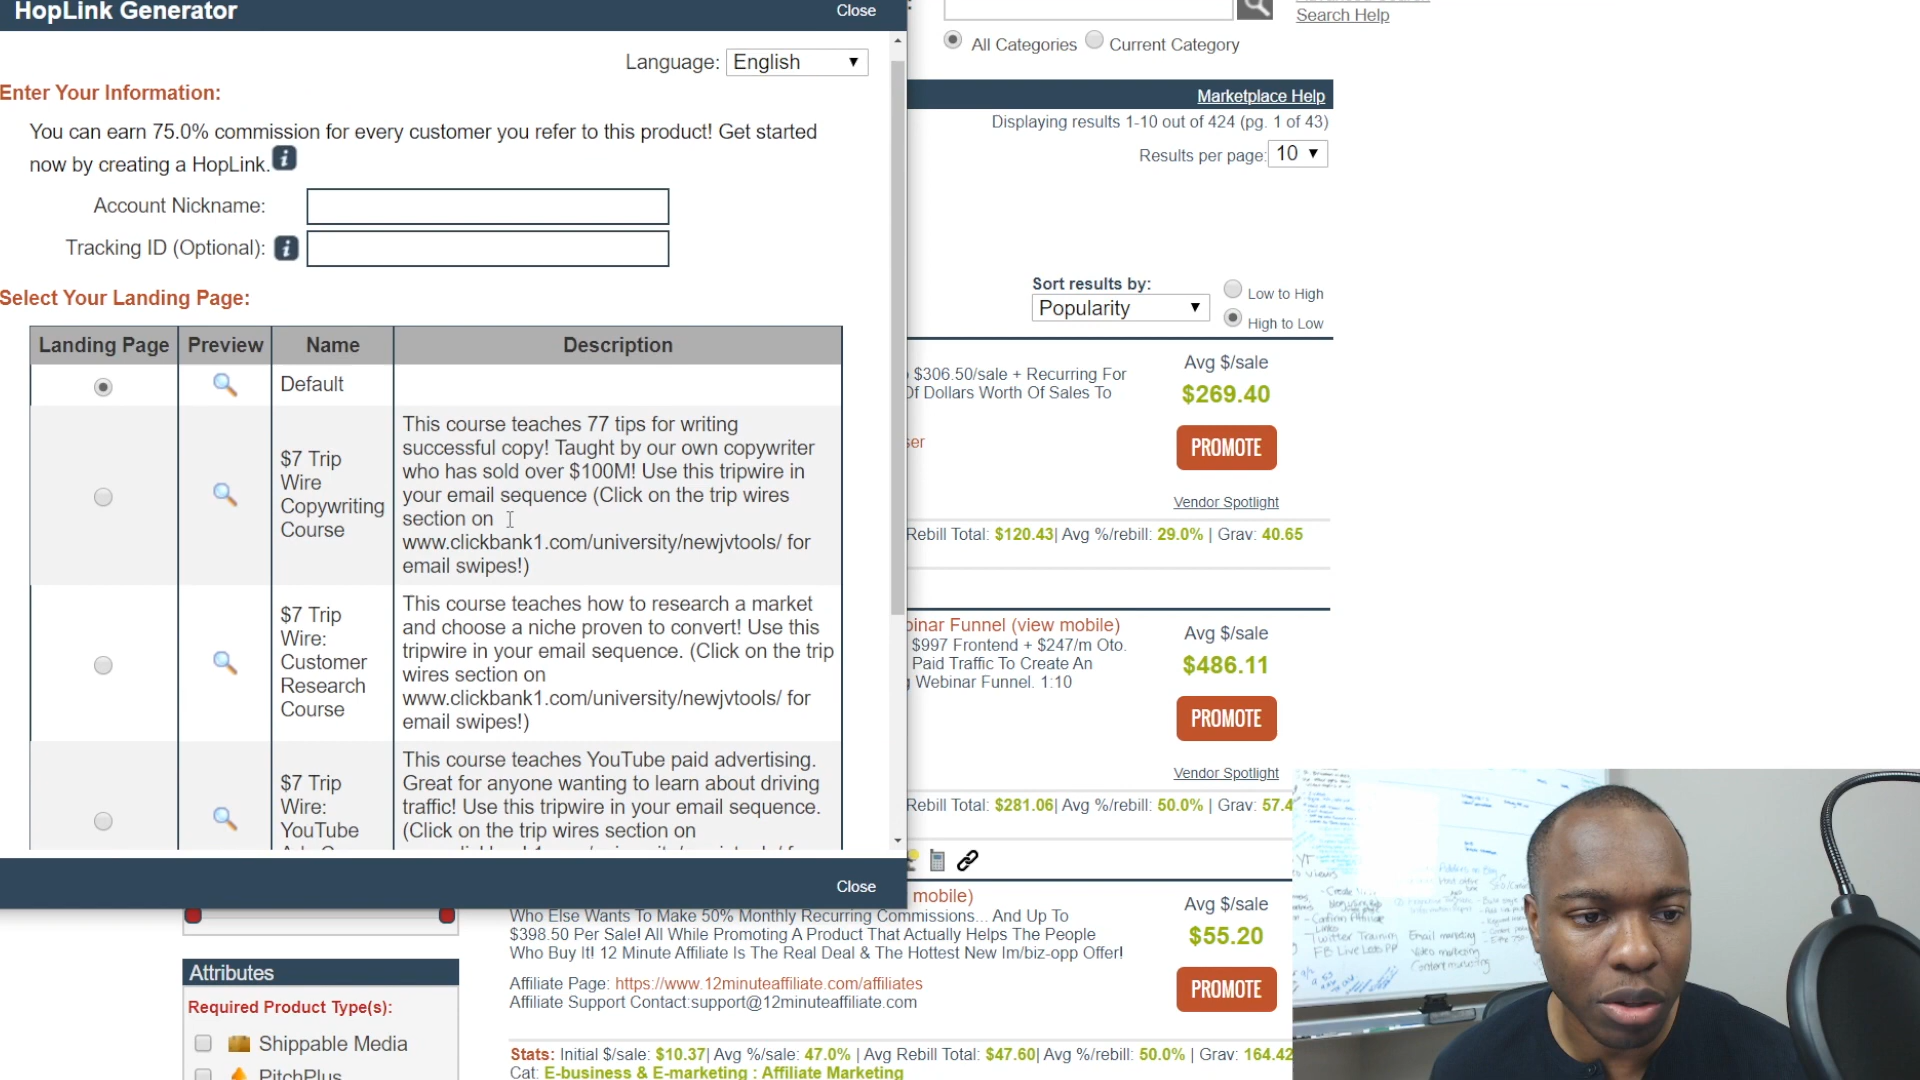 HopLink Generator
Close
Language: English
Enter Your Information:
You can earn 75.0% commission for every customer you refer to this product! Get started
now by creating a HopLink.
Account Nickname:
Tracking ID (Optional):
Select Your Landing Page:
Landing Page Preview Name Description
Default
$7 Trip
Wire
Copywriting
Course
This course teaches 77 tips for writing
successful copy! Taught by our own copywriter
who has sold over $100M! Use this tripwire in
your email sequence (Click on the trip wires
section on
www.clickbank1.com/university/newjvtools/ for
email swipes!)
$7 Trip
Wire:
Customer
Research
Course
This course teaches how to research a market
and choose a niche proven to convert! Use this
tripwire in your email sequence. (Click on the trip
wires section on
www.clickbank1.com/university/newjvtools/ for
email swipes!)
$7 Trip
Wire:
YouTube
This course teaches YouTube paid advertising.
Great for anyone wanting to learn about driving
traffic! Use this tripwire in your email sequence.
(Click on the trip wires section on
Close
Search Help
All Categories Current Category
Marketplace Help
Displaying results 1-10 out of 424 (pg. 1 of 43)
Results per page: 10
Sort results by:
Popularity
Low to High
High to Low
$306.50/sale + Recurring For
Of Dollars Worth Of Sales To
Avg $/sale
$269.40
PROMOTE
Vendor Spotlight
Rebill Total: $120.43| Avg %/rebill: 29.0% | Grav: 40.65
Funnel (view mobile)
$997 Frontend + $247/m Oto.
Paid Traffic To Create An
Webinar Funnel. 1:10
Avg $/sale
$486.11
PROMOTE
Vendor Spotlight
Rebill Total: $281.06| Avg %/rebill: 50.0% | Grav: 57.4
mobile)
Who Else Wants To Make 50% Monthly Recurring Commissions... And Up To
$398.50 Per Sale! All While Promoting A Product That Actually Helps The People
Who Buy It! 12 Minute Affiliate Is The Real Deal & The Hottest New Im/biz-opp Offer!
Affiliate Page: https://www.12minuteaffiliate.com/affiliates
Affiliate Support Contact:support@12minuteaffiliate.com
Avg $/sale
$55.20
PROMOTE
Stats: Initial $/sale: $10.37| Avg %/sale: 47.0% | Avg Rebill Total: $47.60| Avg %/rebill: 50.0% | Grav: 164.42
Cat: E-business & E-marketing : Affiliate Marketing
Attributes
Required Product Type(s):
Shippable Media
PitchPlus
Twitter Training
FB Live
Email marketing
Video marketing
Content marketing